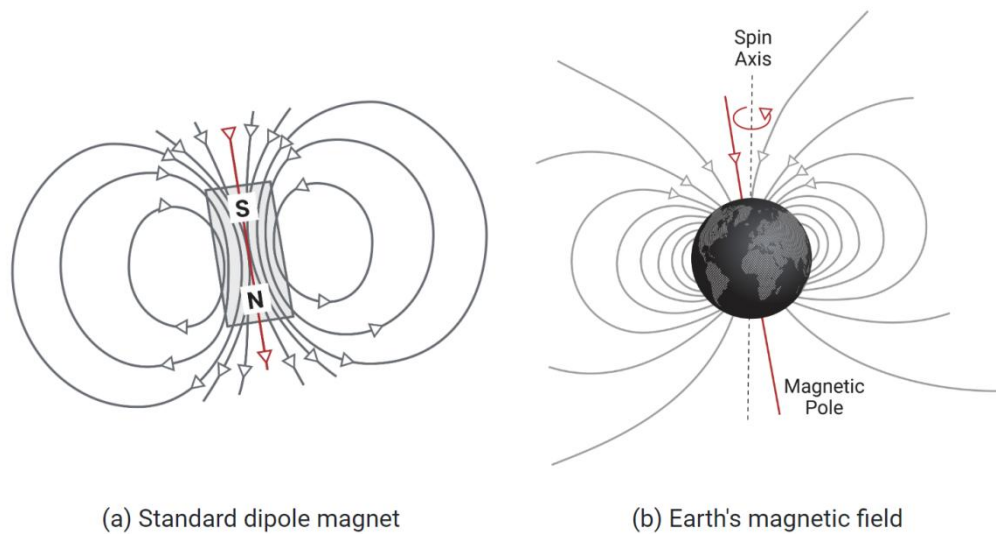 S
N
(a) Standard dipole magnet
Spin
Axis
Magnetic
Pole
(b) Earth's magnetic field